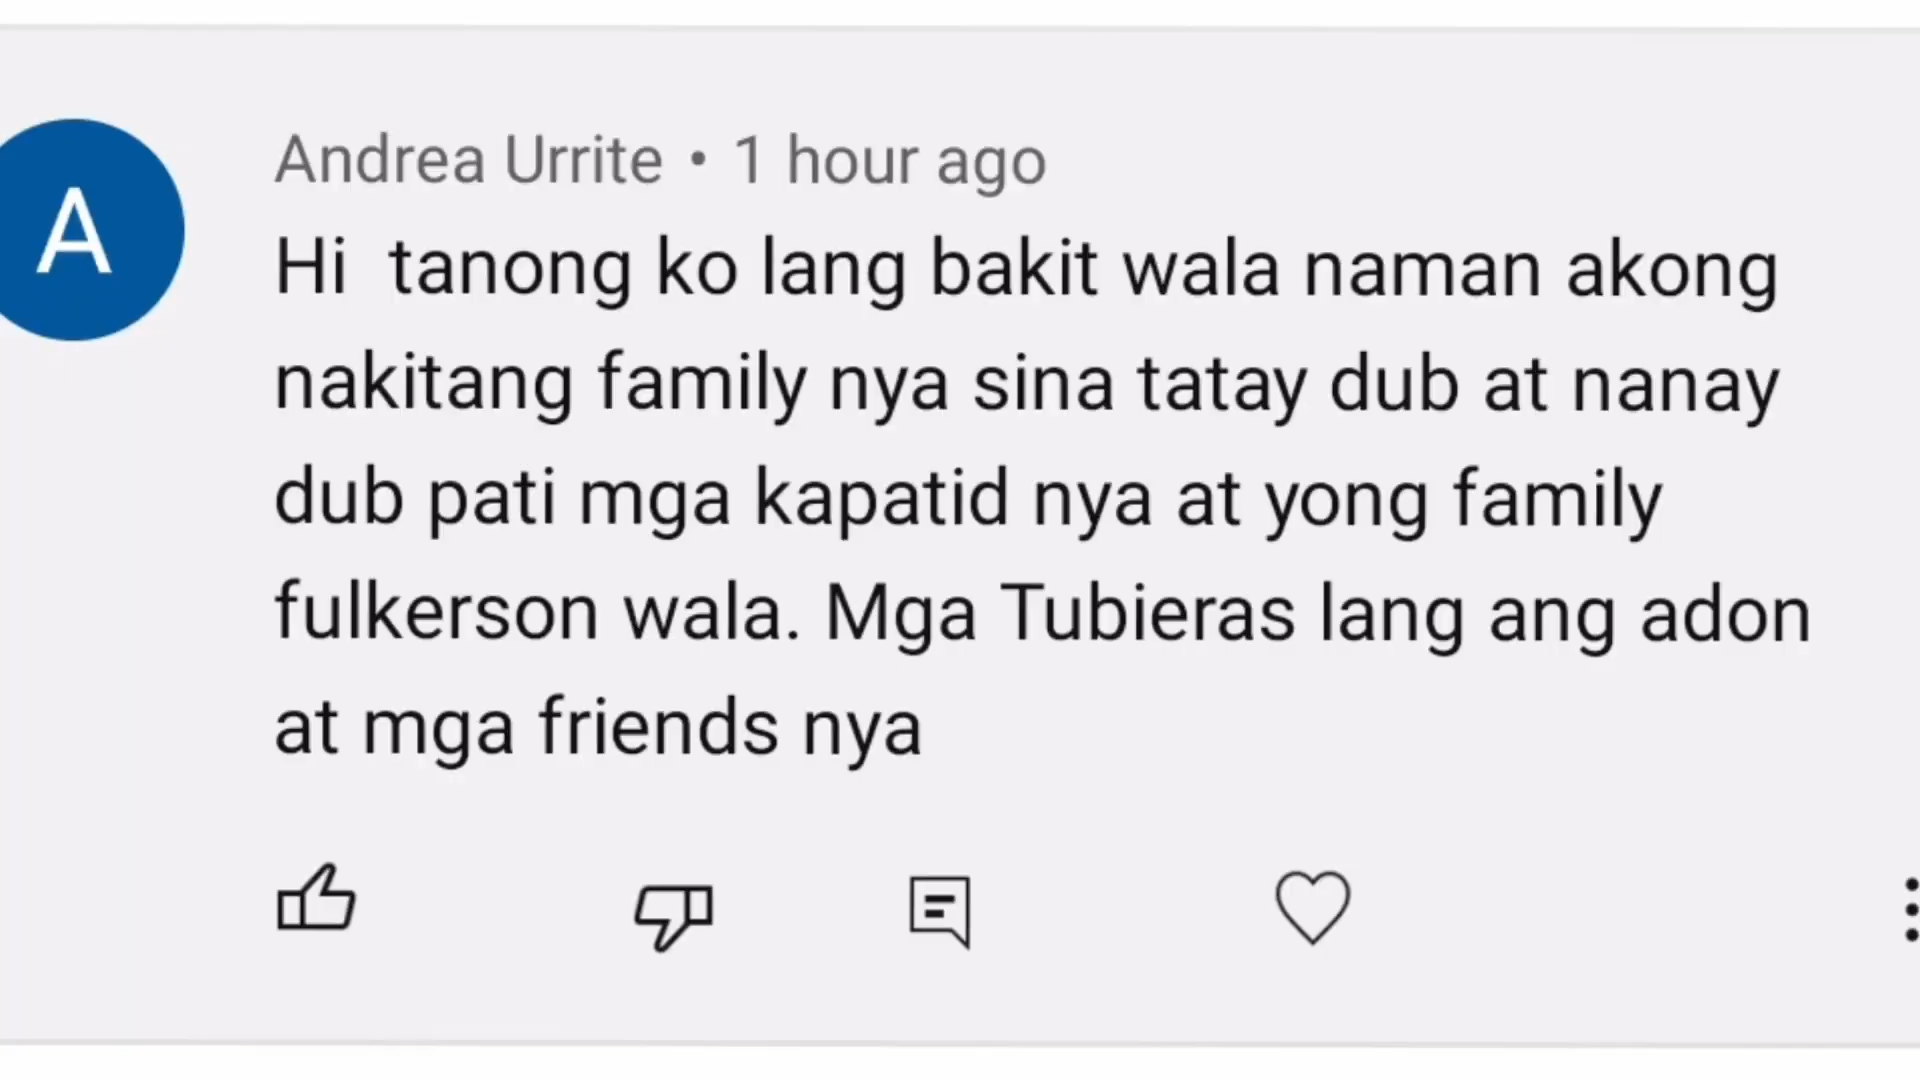 A
Andrea Urrite • 1 hour ago
Hi  tanong ko lang bakit wala naman akong
nakitang family nya sina tatay dub at nanay
dub pati mga kapatid nya at yong family
fulkerson wala. Mga Tubieras lang ang adon
at mga friends nya